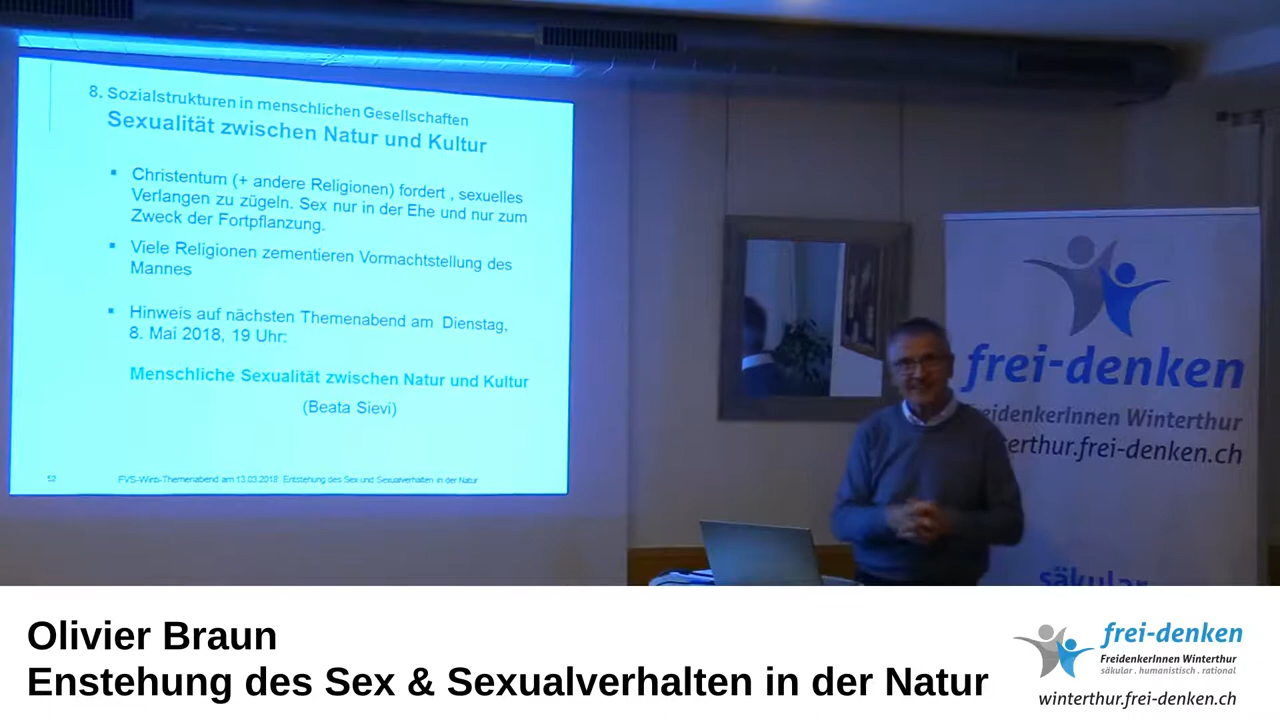 8. Sozialstrukturen in menschlichen Gesellschaften
Sexualität zwischen Natur und Kultur
▪ Christentum (+ andere Religionen) fordert , sexuelles
Verlangen zu zügeln. Sex nur in der Ehe und nur zum
Zweck der Fortpflanzung.
▪ Viele Religionen zementieren Vormachtstellung des
Mannes
▪ Hinweis auf nächsten Themenabend am Dienstag,
8. Mai 2018, 19 Uhr:
Menschliche Sexualität zwischen Natur und Kultur
(Beata Sievi)
52 FVS-Winti-Themenabend am 13.03.2018 Entstehung des Sex und Sexualverhalten in der Natur
frei-denken
reidenkerInnen Winterthur
terthur.frei-denken.ch
säkular
Olivier Braun
Enstehung des Sex & Sexualverhalten in der Natur
frei-denken
FreidenkerInnen Winterthur
säkular . humanistisch . rational
winterthur.frei-denken.ch